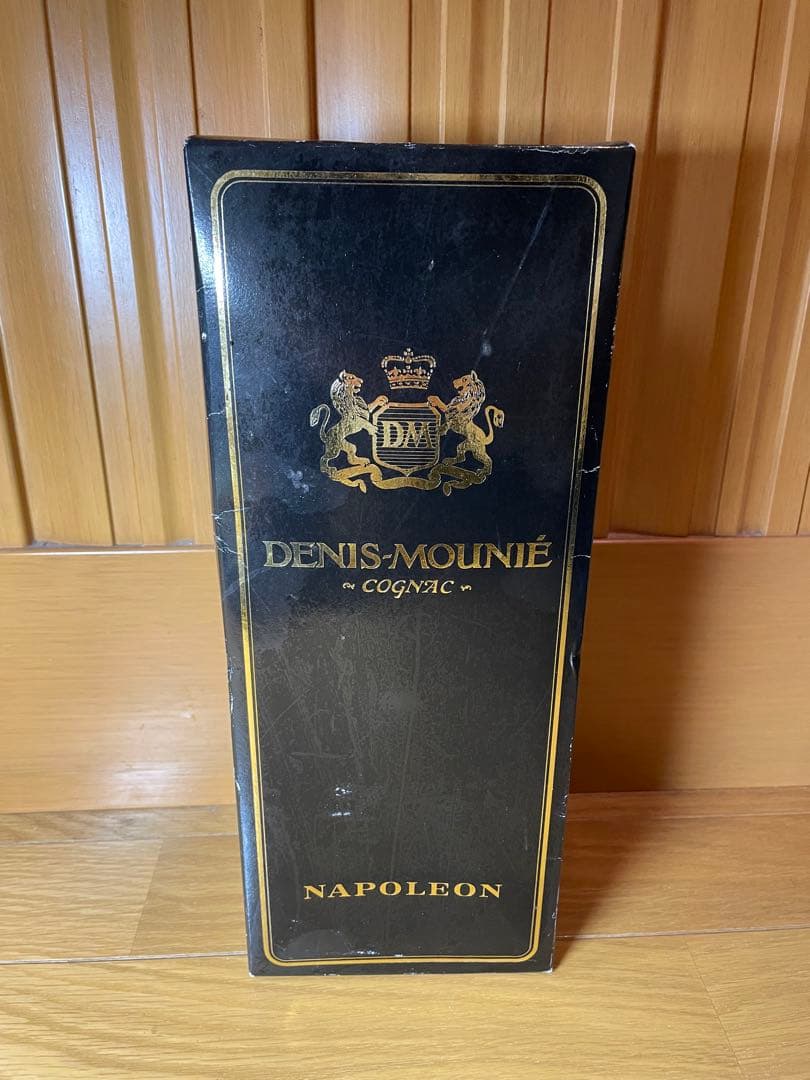 DM
DENIS-MOUNIÉ
COGNAC
NAPOLEON